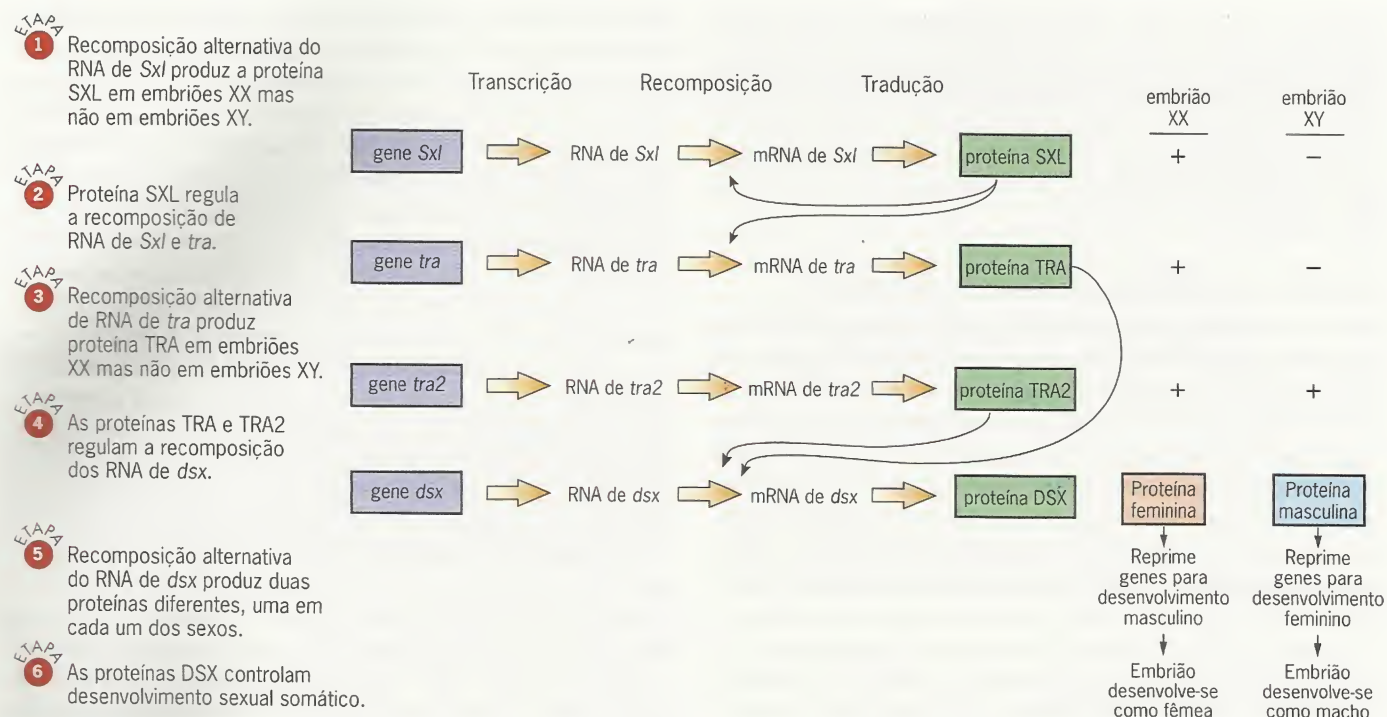 ETAPA
1
Recomposição alternativa do
RNA de Sxl produz a proteína
SXL em embriões XX mas
não em embriões XY.
ETAPA
2
Proteína SXL regula
a recomposição de
RNA de Sxl e tra.
ETAPA
3
Recomposição alternativa
de RNA de tra produz
proteína TRA em embriões
XX mas não em embriões XY.
ETAPA
4
As proteínas TRA e TRA2
regulam a recomposição
dos RNA de dsx.
ETAPA
5
Recomposição alternativa
do RNA de dsx produz duas
proteínas diferentes, uma em
cada um dos sexos.
ETAPA
6
As proteínas DSX controlam
desenvolvimento sexual somático.
Transcrição Recomposição Tradução
embrião
XX
embrião
XY
gene Sxl RNA de Sxl mRNA de Sxl proteína SXL + −
gene tra RNA de tra mRNA de tra proteína TRA + −
gene tra2 RNA de tra2 mRNA de tra2 proteína TRA2 + +
gene dsx RNA de dsx mRNA de dsx proteína DSX
Proteína
feminina
Reprime
genes para
desenvolvimento
masculino
Embrião
desenvolve-se
como fêmea
Proteína
masculina
Reprime
genes para
desenvolvimento
feminino
Embrião
desenvolve-se
como macho